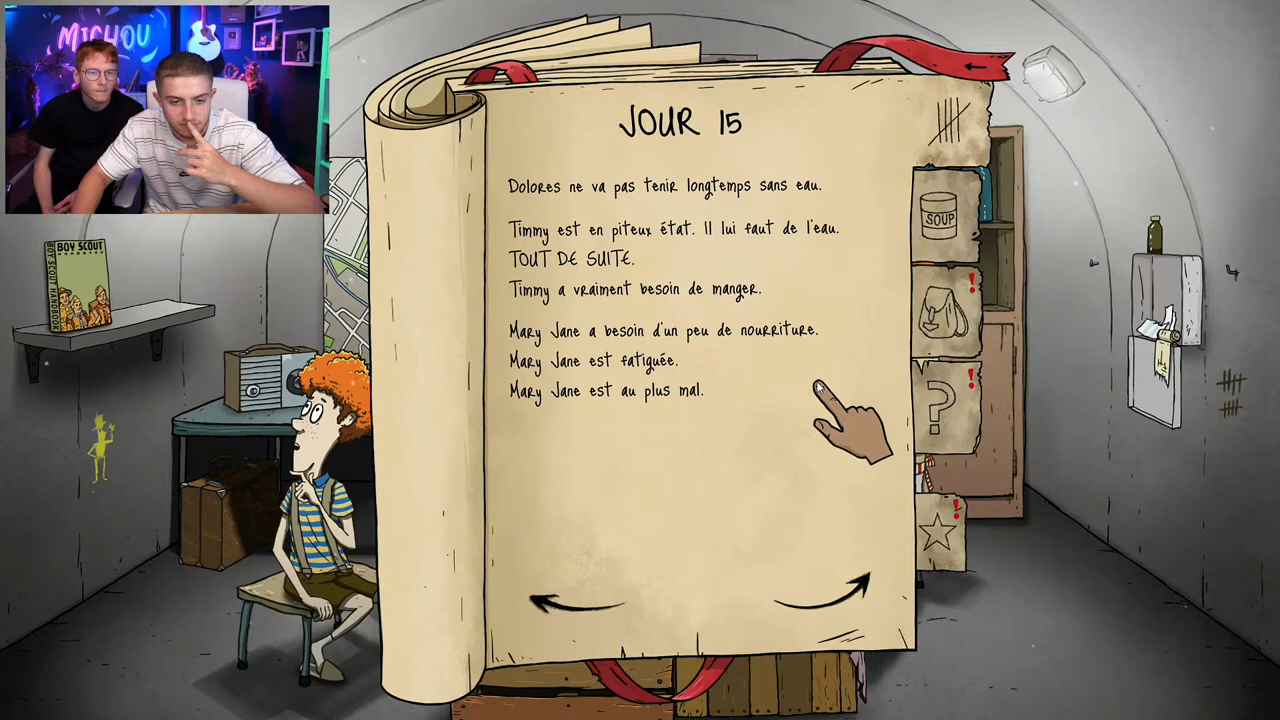 MICHOU
JOUR 15
Dolores ne va pas tenir longtemps sans eau.
Timmy est en piteux état. Il lui faut de l'eau.
TOUT DE SUITE.
Timmy a vraiment besoin de manger.
Mary Jane a besoin d'un peu de nourriture.
Mary Jane est fatiguée.
Mary Jane est au plus mal.
SOUP
!
!
?
!
BOY SCOUT
BOY SCOUT HANDBOOK